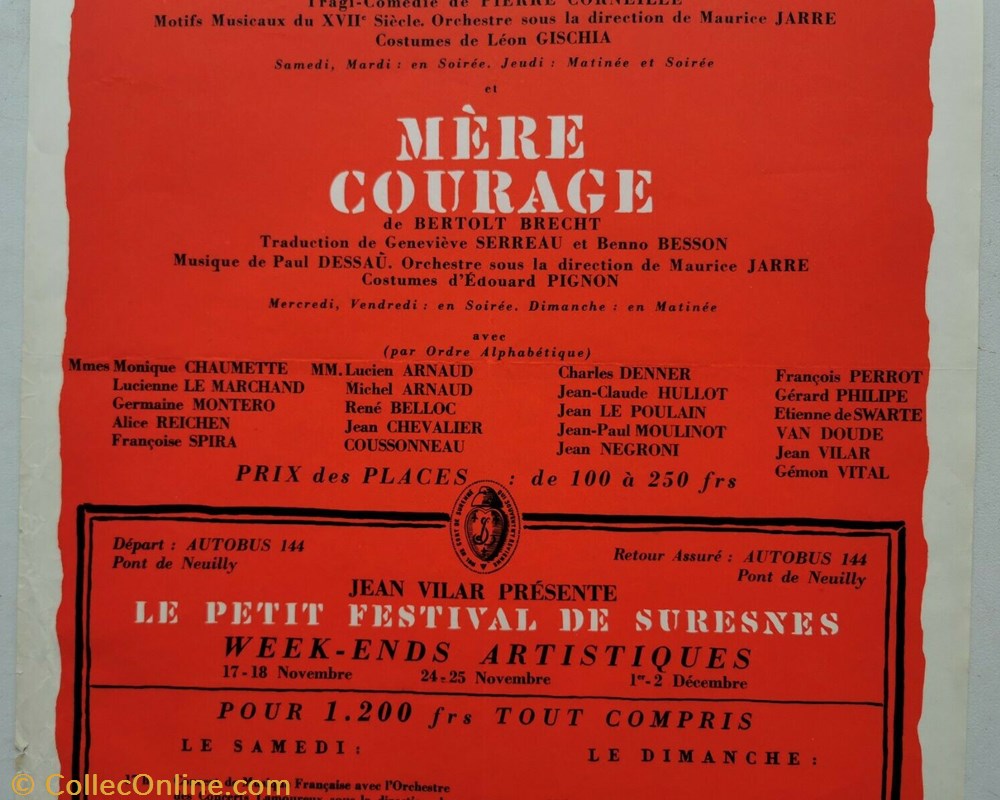 Tragi-Comédie de PIERRE CORNEILLE
Motifs Musicaux du XVIIe Siècle. Orchestre sous la direction de Maurice JARRE
Costumes de Léon GISCHIA
Samedi, Mardi : en Soirée. Jeudi : Matinée et Soirée
et
MÈRE
COURAGE
de BERTOLT BRECHT
Traduction de Geneviève SERREAU et Benno BESSON
Musique de Paul DESSAÙ. Orchestre sous la direction de Maurice JARRE
Costumes d'Édouard PIGNON
Mercredi, Vendredi : en Soirée. Dimanche : en Matinée
avec
(par Ordre Alphabétique)
Mmes Monique CHAUMETTE
Lucienne LE MARCHAND
Germaine MONTERO
Alice REICHEN
Françoise SPIRA
MM. Lucien ARNAUD
Michel ARNAUD
René BELLOC
Jean CHEVALIER
COUSSONNEAU
Charles DENNER
Jean-Claude HULLOT
Jean LE POULAIN
Jean-Paul MOULINOT
Jean NEGRONI
François PERROT
Gérard PHILIPE
Etienne de SWARTE
VAN DOUDE
Jean VILAR
Gémon VITAL
PRIX des PLACES : de 100 à 250 frs
Départ : AUTOBUS 144
Pont de Neuilly
Retour Assuré : AUTOBUS 144
Pont de Neuilly
JEAN VILAR PRÉSENTE
LE PETIT FESTIVAL DE SURESNES
WEEK-ENDS ARTISTIQUES
17-18 Novembre 24-25 Novembre 1er-2 Décembre
POUR 1.200 frs TOUT COMPRIS
LE SAMEDI :
LE DIMANCHE :
Française avec l'Orchestre
des Concerts Lamoureux sous la direction de
© CollecOnline.com